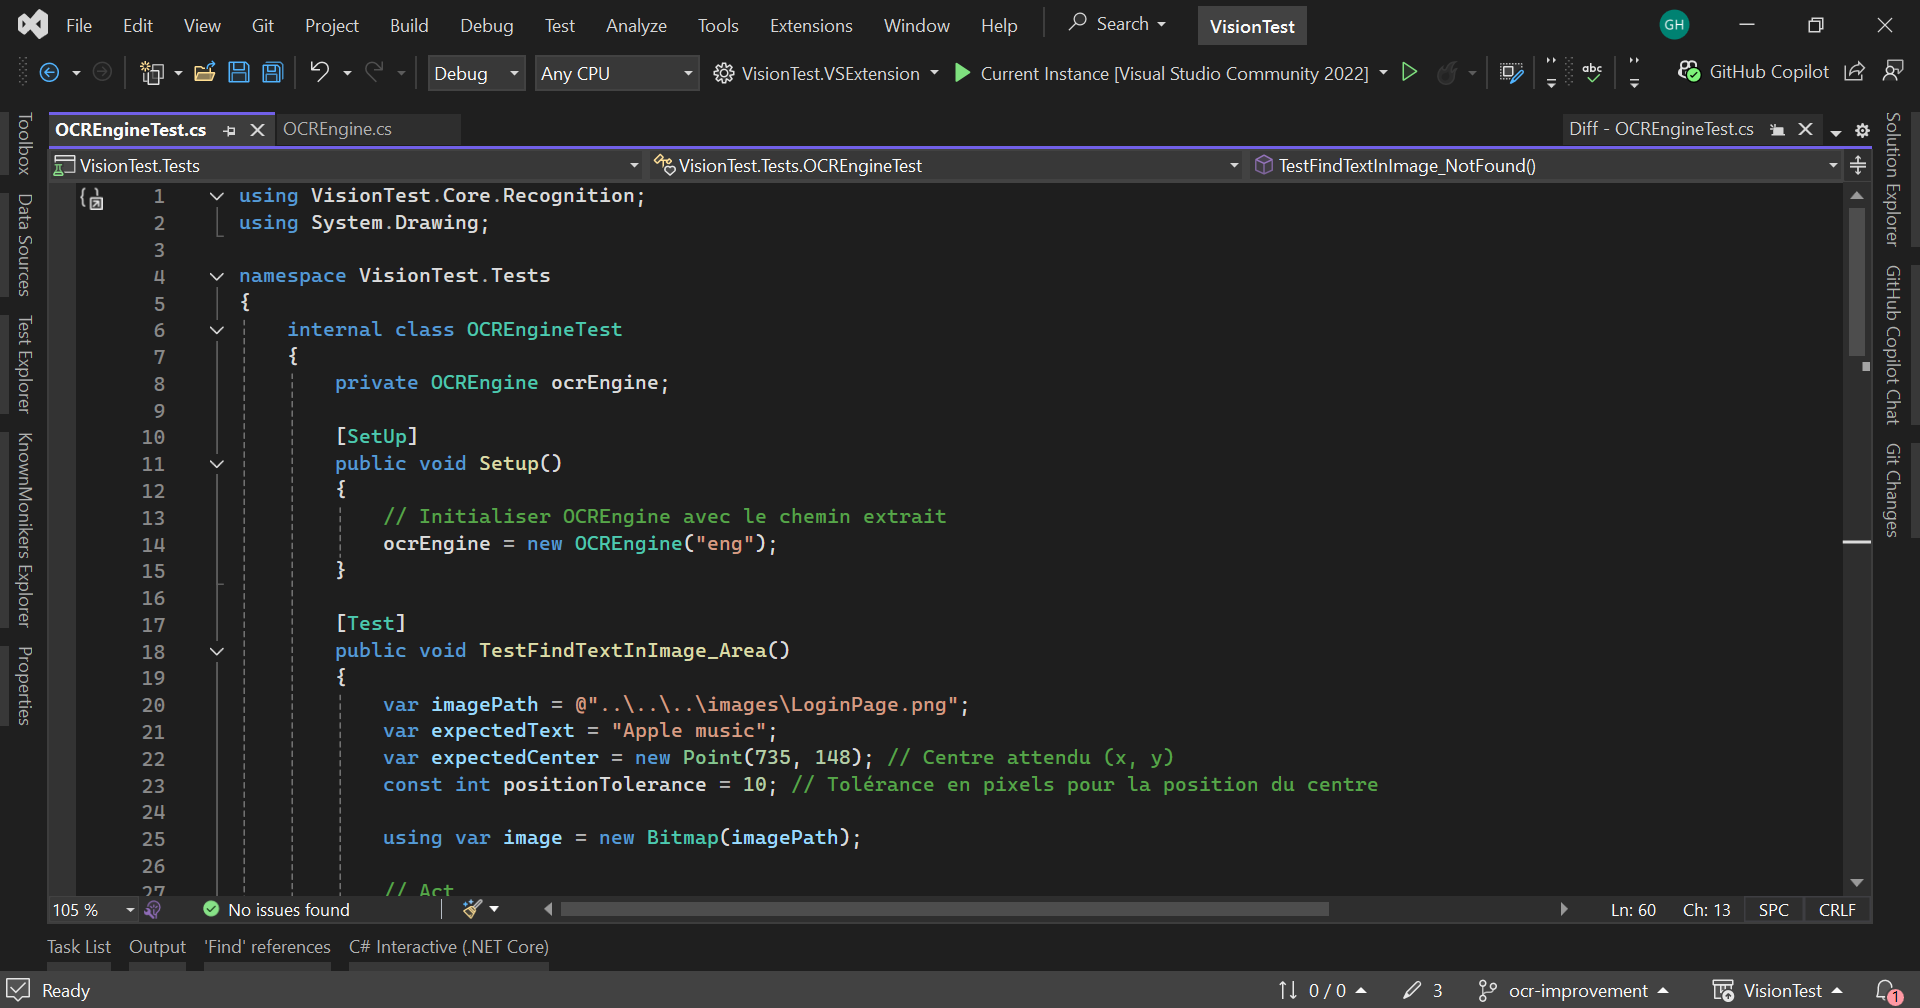 File Edit View Git Project Build Debug Test Analyze Tools Extensions Window Help Search VisionTest GH
Debug Any CPU VisionTest.VSExtension Current Instance [Visual Studio Community 2022] abc GitHub Copilot
OCREngineTest.cs OCREngine.cs Diff - OCREngineTest.cs
VisionTest.Tests VisionTest.Tests.OCREngineTest TestFindTextInImage_NotFound()
Toolbox
Data Sources
Test Explorer
KnownMonikers Explorer
Properties
1 using VisionTest.Core.Recognition;
2 using System.Drawing;
3
4 namespace VisionTest.Tests
5 {
6 internal class OCREngineTest
7 {
8 private OCREngine ocrEngine;
9
10 [SetUp]
11 public void Setup()
12 {
13 // Initialiser OCREngine avec le chemin extrait
14 ocrEngine = new OCREngine("eng");
15 }
16
17 [Test]
18 public void TestFindTextInImage_Area()
19 {
20 var imagePath = @"..\..\..\images\LoginPage.png";
21 var expectedText = "Apple music";
22 var expectedCenter = new Point(735, 148); // Centre attendu (x, y)
23 const int positionTolerance = 10; // Tolérance en pixels pour la position du centre
24
25 using var image = new Bitmap(imagePath);
26
27 // Act
Solution Explorer
GitHub Copilot Chat
Git Changes
105 % No issues found Ln: 60 Ch: 13 SPC CRLF
Task List Output 'Find' references C# Interactive (.NET Core)
Ready 0 / 0 3 ocr-improvement VisionTest 1